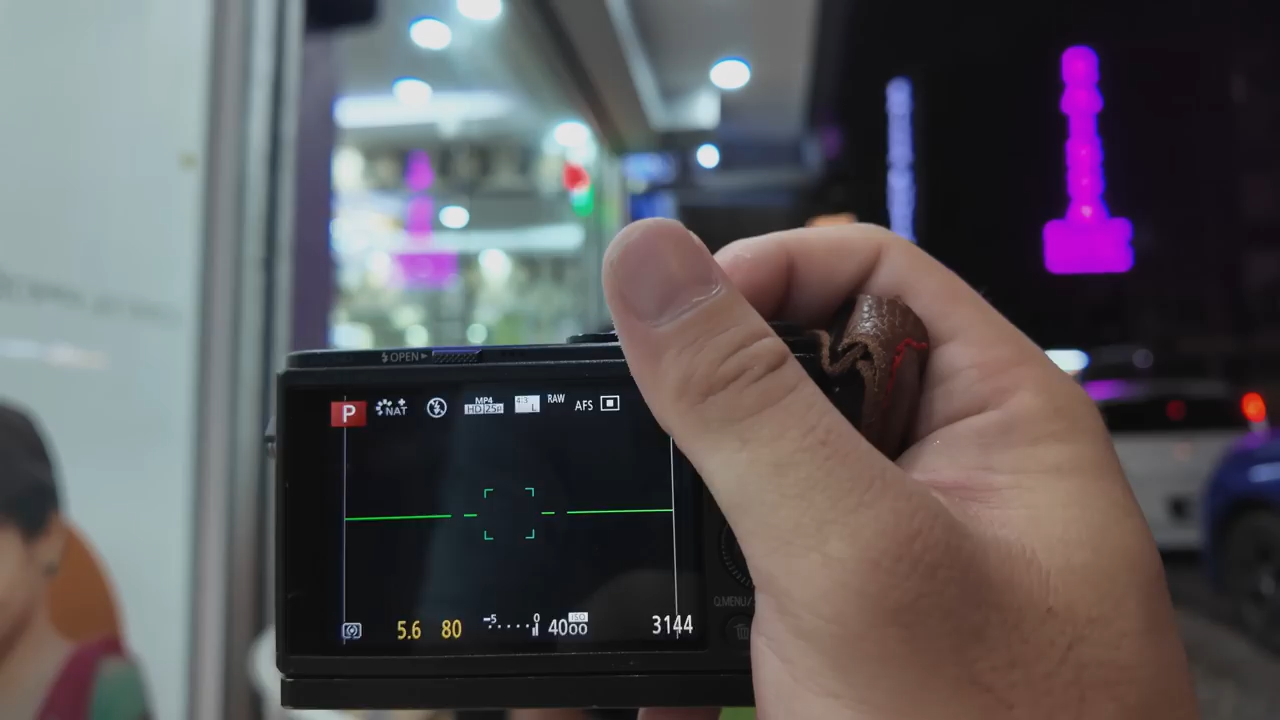 OPEN
P NAT MP4 HD 25p 4:3 L RAW AFS
5.6 80 -5 0 4000 ISO 3144
Q.MENU/